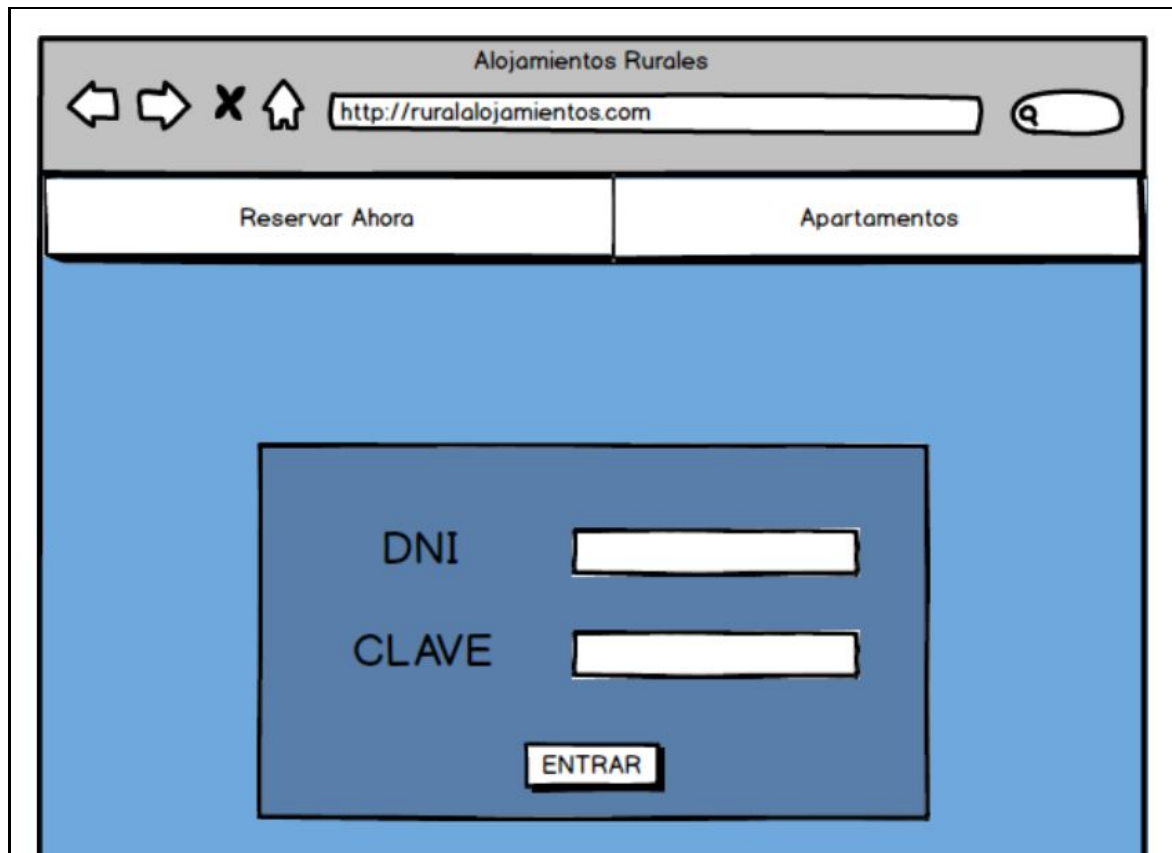 Alojamientos Rurales
http://ruralalojamientos.com
Reservar Ahora
Apartamentos
DNI
CLAVE
ENTRAR